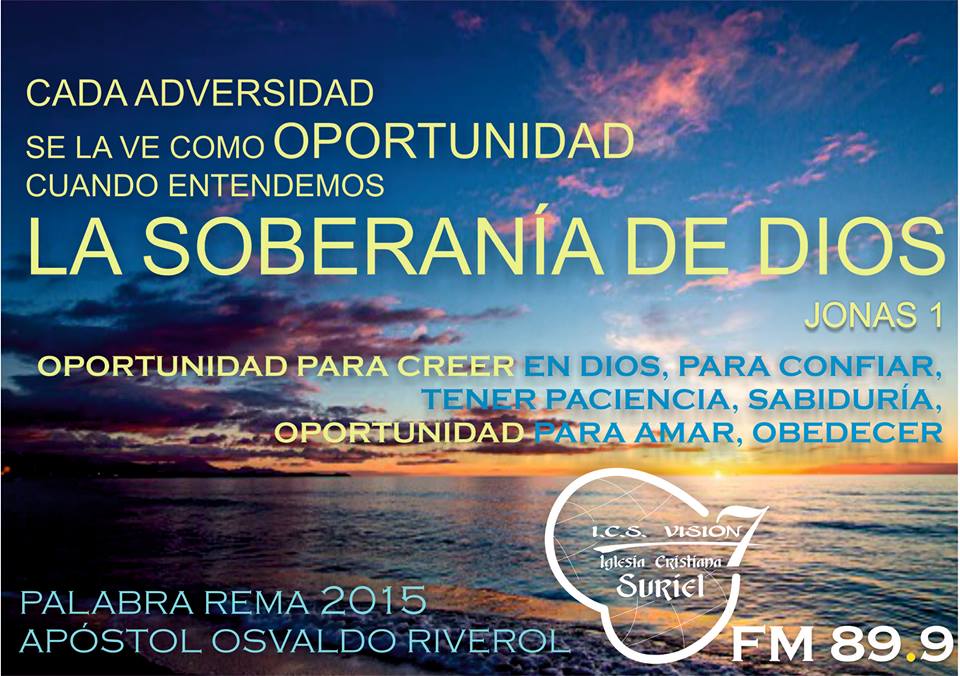 CADA ADVERSIDAD
SE LA VE COMO OPORTUNIDAD
CUANDO ENTENDEMOS
LA SOBERANÍA DE DIOS
JONAS 1
OPORTUNIDAD PARA CREER EN DIOS, PARA CONFIAR,
TENER PACIENCIA, SABIDURÍA,
OPORTUNIDAD PARA AMAR, OBEDECER
I.C.S. VISIÓN 7
Iglesia Cristiana
Suriel
PALABRA REMA 2015
APÓSTOL OSVALDO RIVEROL
FM 89.9